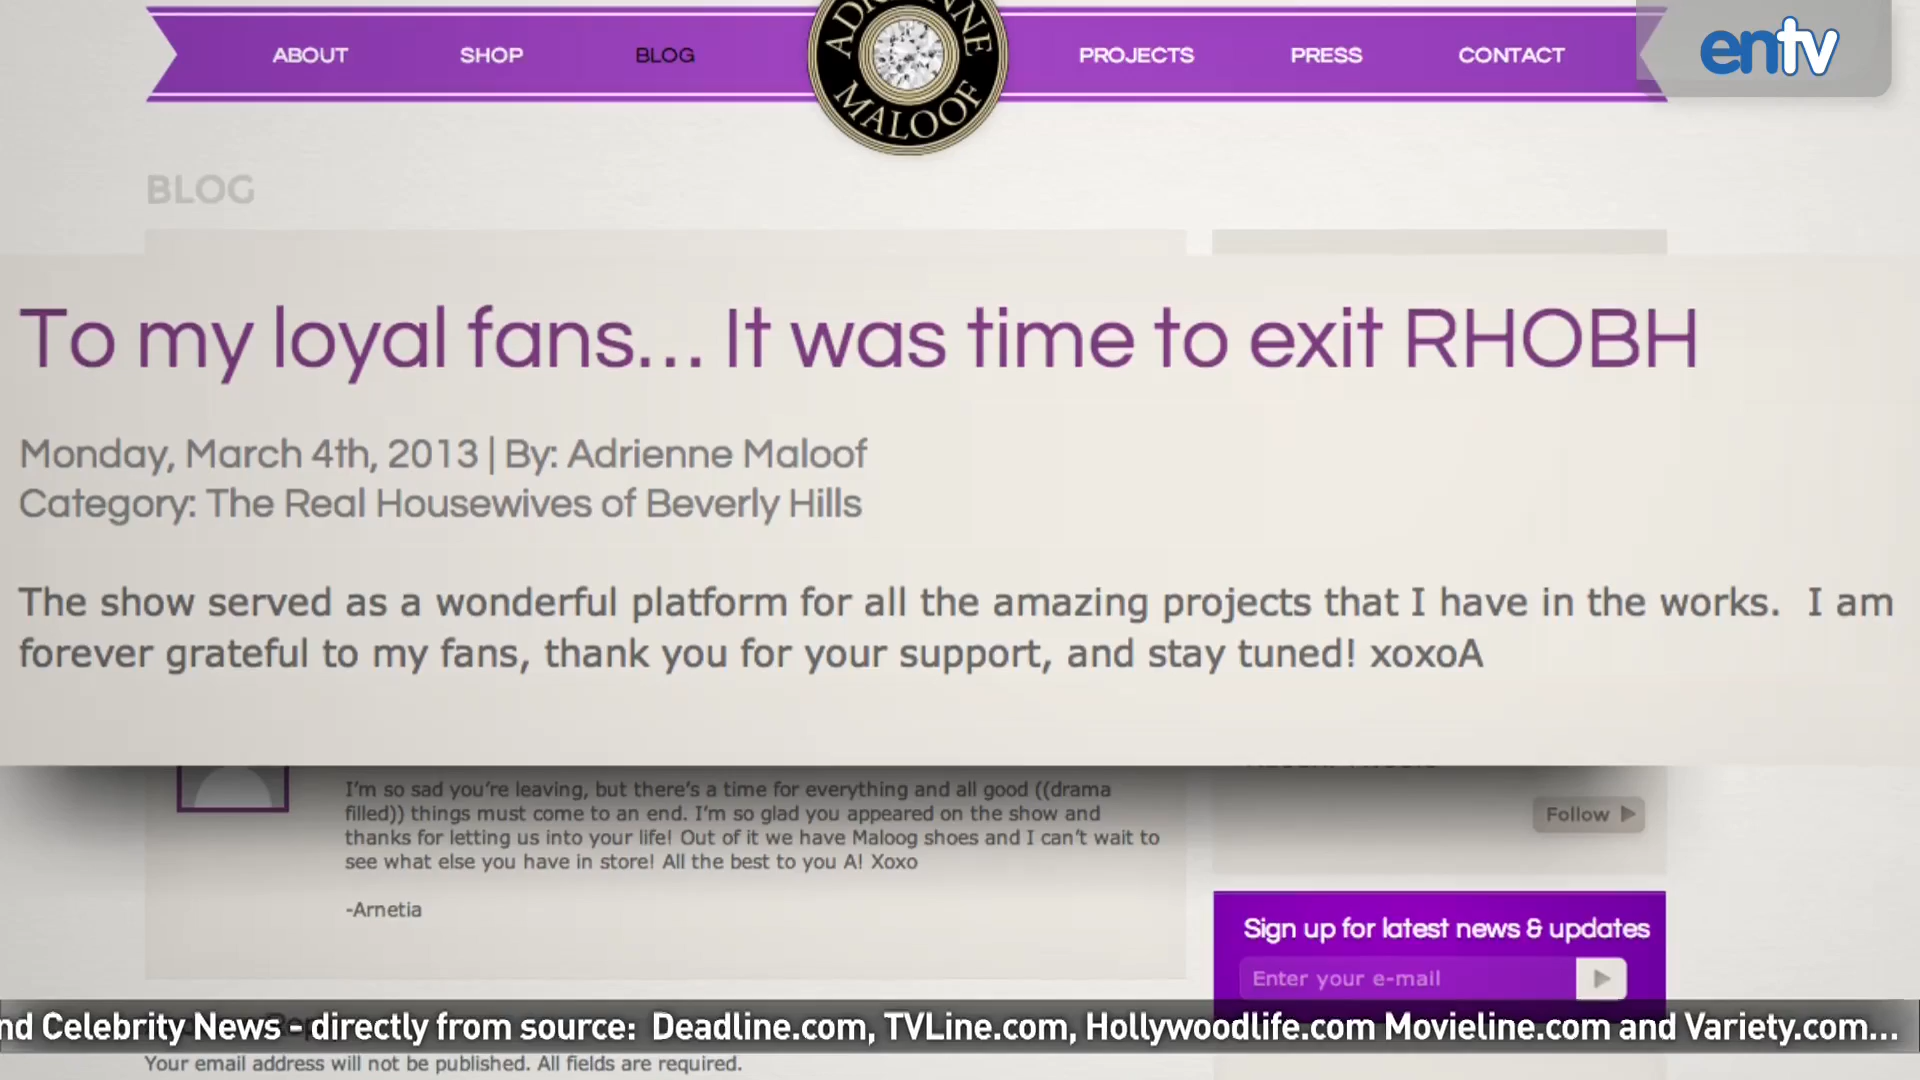 ABOUT SHOP BLOG ADRIENNE MALOOF PROJECTS PRESS CONTACT entv
BLOG
To my loyal fans... It was time to exit RHOBH
Monday, March 4th, 2013 | By: Adrienne Maloof
Category: The Real Housewives of Beverly Hills
The show served as a wonderful platform for all the amazing projects that I have in the works.  I am
forever grateful to my fans, thank you for your support, and stay tuned! xoxoA
I'm so sad you're leaving, but there's a time for everything and all good ((drama
filled)) things must come to an end. I'm so glad you appeared on the show and
thanks for letting us into your life! Out of it we have Maloog shoes and I can't wait to
see what else you have in store! All the best to you A! Xoxo
-Arnetia
Follow
Sign up for latest news & updates
Enter your e-mail
nd Celebrity News - directly from source:  Deadline.com, TVLine.com, Hollywoodlife.com Movieline.com and Variety.com...
Your email address will not be published. All fields are required.